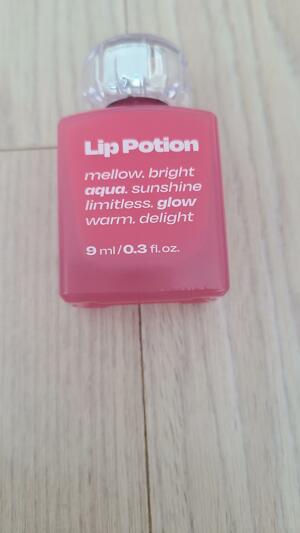 Lip Potion
mellow. bright
aqua. sunshine
limitless. glow
warm. delight
9 ml/0.3 fl.oz.